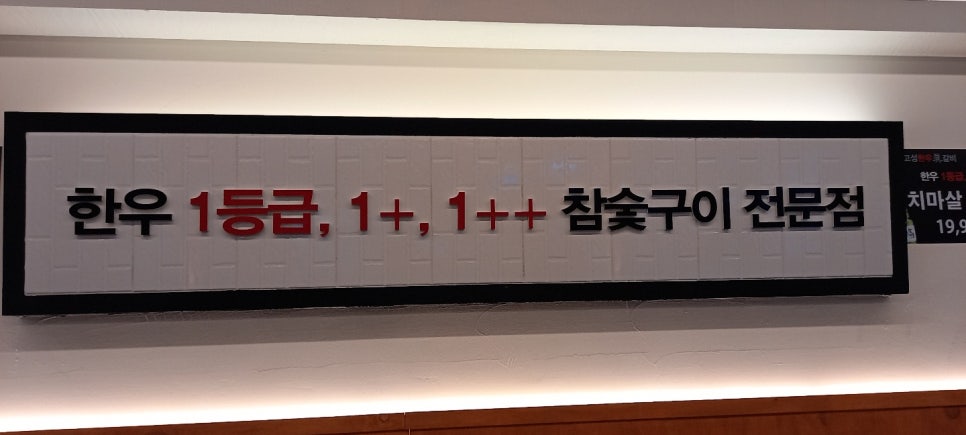 한우 1등급, 1+, 1++ 참숯구이 전문점
한우
치마살